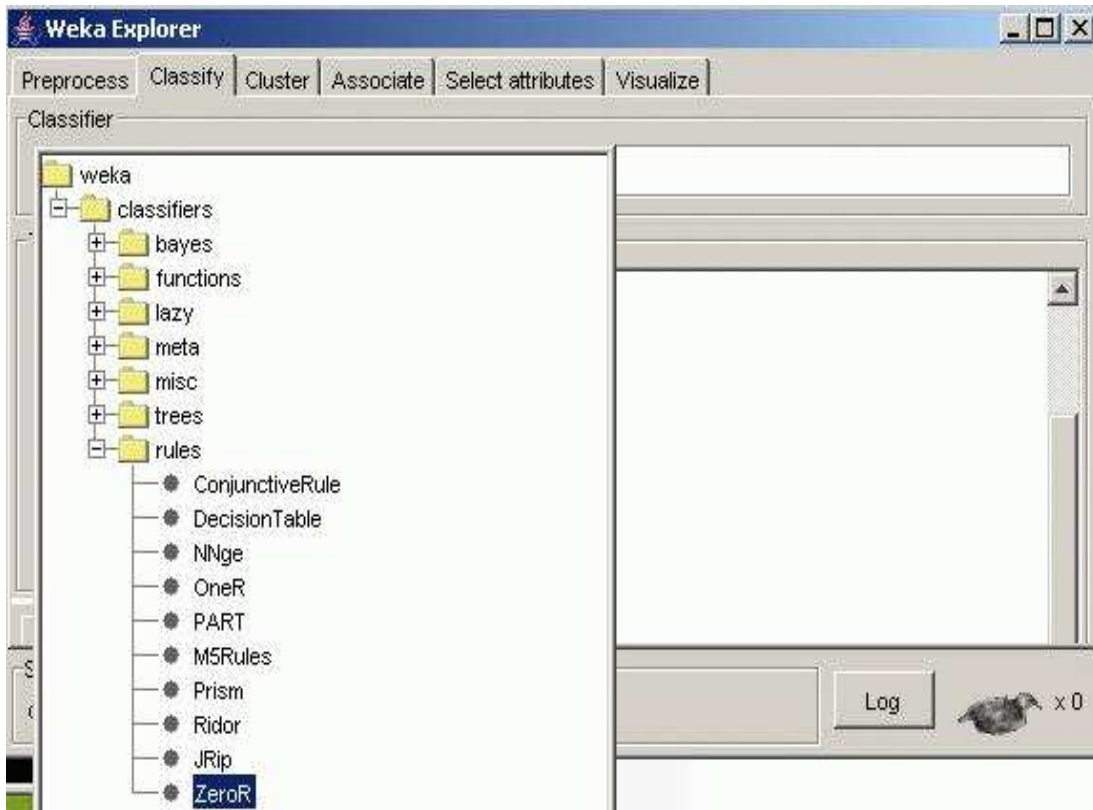 Weka Explorer
Preprocess Classify Cluster Associate Select attributes Visualize
Classifier
weka
classifiers
bayes
functions
lazy
meta
misc
trees
rules
ConjunctiveRule
DecisionTable
NNge
OneR
PART
M5Rules
Prism
Ridor
JRip
ZeroR
Log
x 0